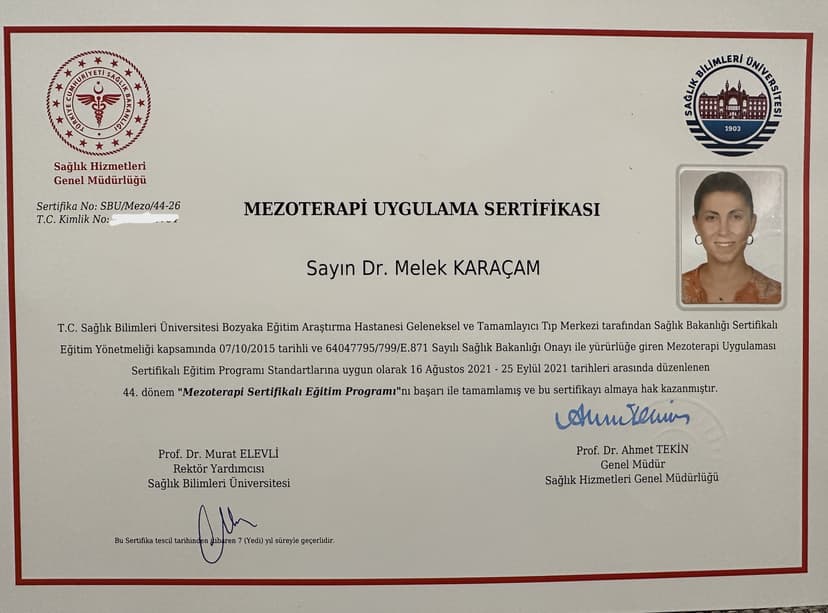 TÜRKİYE CUMHURİYETİ SAĞLIK BAKANLIĞI
Sağlık Hizmetleri
Genel Müdürlüğü
SAĞLIK BİLİMLERİ ÜNİVERSİTESİ
1903
Sertifika No: SBU/Mezo/44-26
T.C. Kimlik No:
MEZOTERAPİ UYGULAMA SERTİFİKASI
Sayın Dr. Melek KARAÇAM
T.C. Sağlık Bilimleri Üniversitesi Bozyaka Eğitim Araştırma Hastanesi Geleneksel ve Tamamlayıcı Tıp Merkezi tarafından Sağlık Bakanlığı Sertifikalı
Eğitim Yönetmeliği kapsamında 07/10/2015 tarihli ve 64047795/799/E.871 Sayılı Sağlık Bakanlığı Onayı ile yürürlüğe giren Mezoterapi Uygulaması
Sertifikalı Eğitim Programı Standartlarına uygun olarak 16 Ağustos 2021 - 25 Eylül 2021 tarihleri arasında düzenlenen
44. dönem "Mezoterapi Sertifikalı Eğitim Programı"nı başarı ile tamamlamış ve bu sertifikayı almaya hak kazanmıştır.
Prof. Dr. Murat ELEVLİ
Rektör Yardımcısı
Sağlık Bilimleri Üniversitesi
Prof. Dr. Ahmet TEKİN
Genel Müdür
Sağlık Hizmetleri Genel Müdürlüğü
Bu Sertifika tescil tarihinden itibaren 7 (Yedi) yıl süreyle geçerlidir.